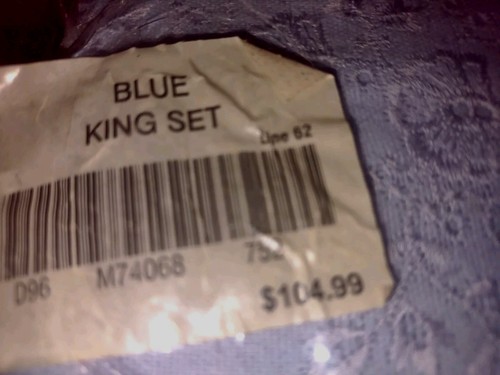 BLUE
KING SET
Line 62
D96 M74068
$104.99